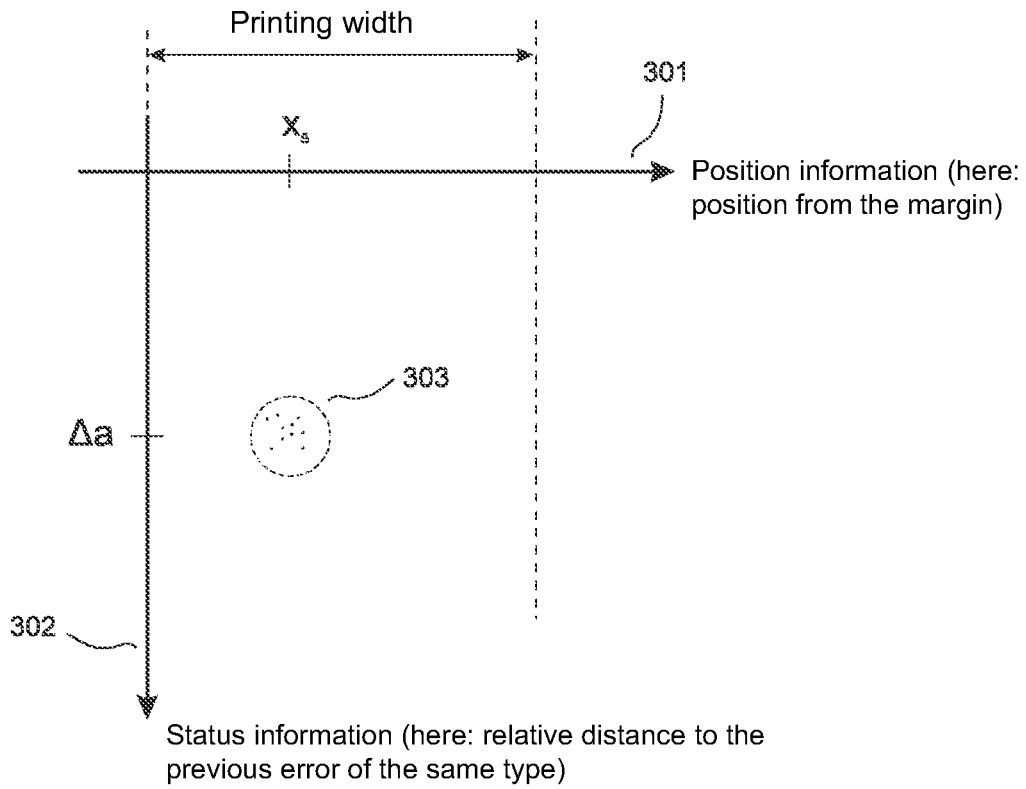 Printing width
301
Xs
Position information (here:
position from the margin)
303
Δa
302
Status information (here: relative distance to the
previous error of the same type)